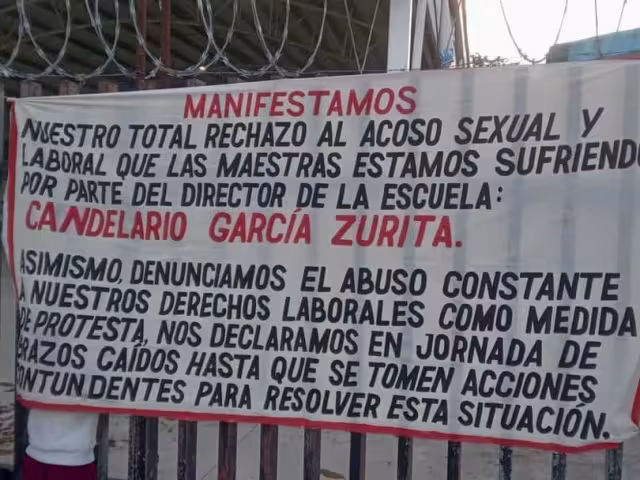 MANIFESTAMOS
NUESTRO TOTAL RECHAZO AL ACOSO SEXUAL Y
LABORAL QUE LAS MAESTRAS ESTAMOS SUFRIEND
POR PARTE DEL DIRECTOR DE LA ESCUELA:
CANDELARIO GARCÍA ZURITA.
ASIMISMO, DENUNCIAMOS EL ABUSO CONSTANTE
A NUESTROS DERECHOS LABORALES COMO MEDIDA
DE PROTESTA, NOS DECLARAMOS EN JORNADA DE
BRAZOS CAÍDOS HASTA QUE SE TOMEN ACCIONES
ONTUNDENTES PARA RESOLVER ESTA SITUACIÓN.